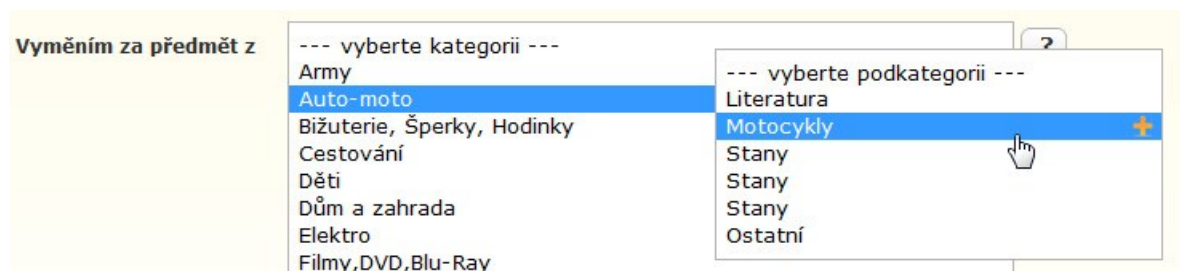 Vyměním za předmět z
--- vyberte kategorii ---
?
Army
Auto-moto
Bižuterie, Šperky, Hodinky
Cestování
Děti
Dům a zahrada
Elektro
Filmy,DVD,Blu-Ray
--- vyberte podkategorii ---
Literatura
Motocykly
Stany
Stany
Stany
Ostatní